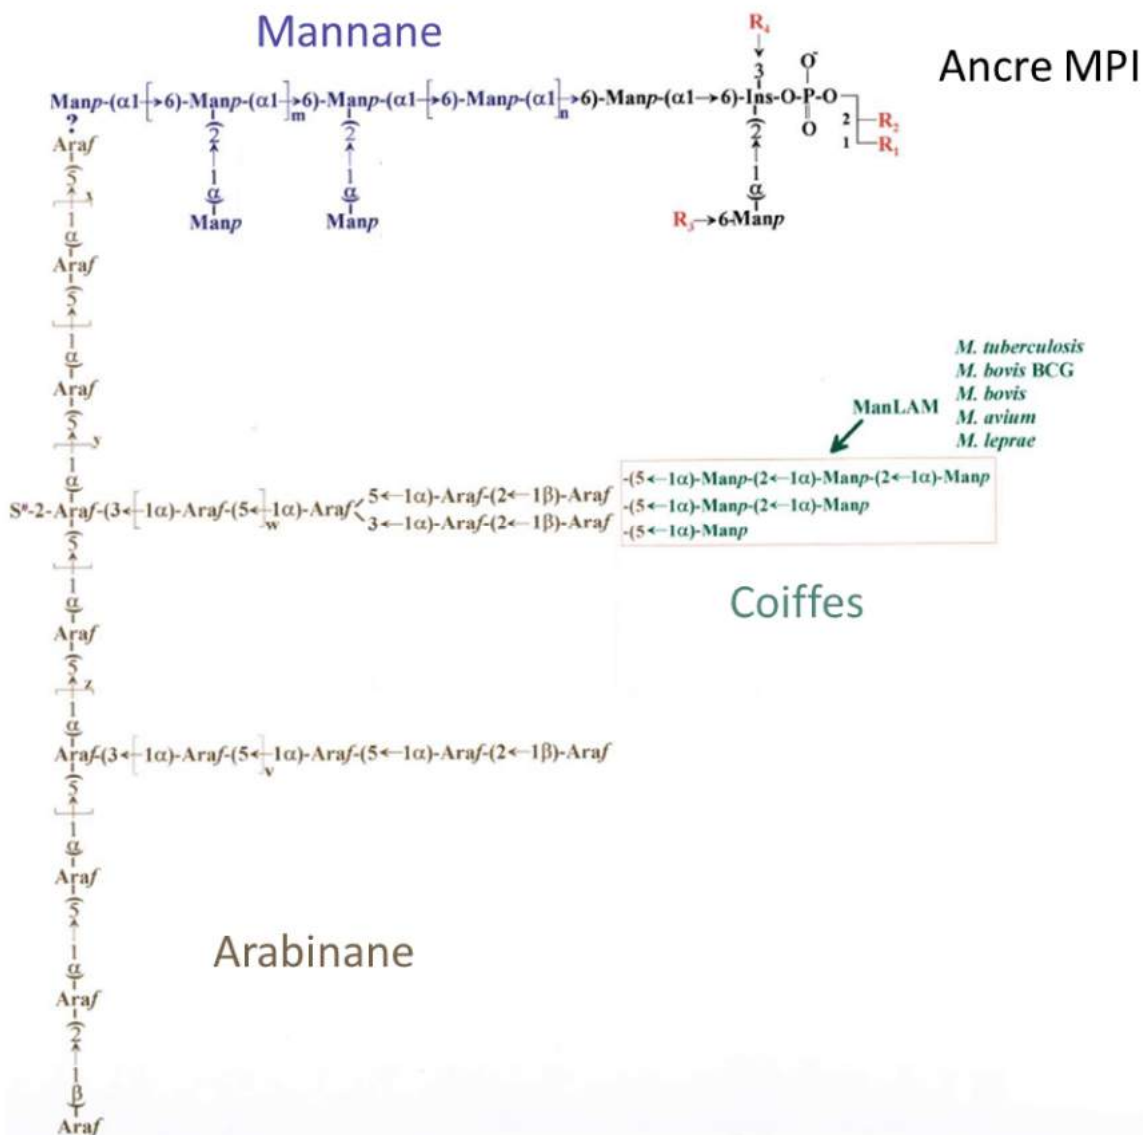 Mannane
Ancre MPI
R₄
3
O⁻
Manp-(α1[→6)-Manp-(α1]m→6)-Manp-(α1[→6)-Manp-(α1]n→6)-Manp-(α1→6)-Ins-O-P-O
O
2 R₂
1 R₁
?
2) 2) 2)
1 1 1
α α α
Manp Manp R₃→6-Manp
Araf
5)
x
1
α
Araf
5)
1
α
Araf
5)
y
1
α
M. tuberculosis
M. bovis BCG
M. bovis
M. avium
M. leprae
ManLAM
-(5←1α)-Manp-(2←1α)-Manp-(2←1α)-Manp
5←1α)-Araf-(2←1β)-Araf
S"-2-Araf-(3←[1α)-Araf-(5←]w1α)-Araf
-(5←1α)-Manp-(2←1α)-Manp
3←1α)-Araf-(2←1β)-Araf
-(5←1α)-Manp
Coiffes
5)
1
α
Araf
5)
z
1
α
Araf-(3←[1α)-Araf-(5←]v1α)-Araf-(5←1α)-Araf-(2←1β)-Araf
5)
1
α
Araf
5)
1
α
Arabinane
Araf
2)
1
β
Araf